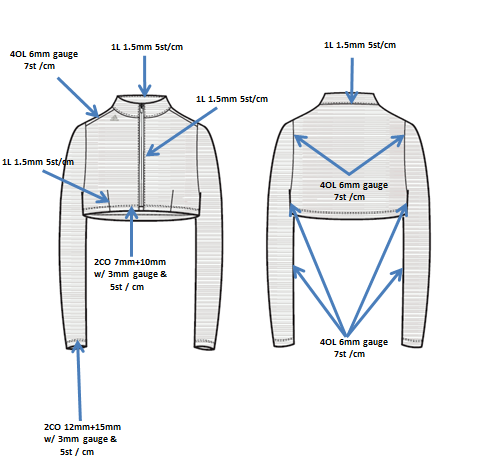 1L 1.5mm 5st/cm
1L 1.5mm 5st/cm
4OL 6mm gauge
7st /cm
1L 1.5mm 5st/cm
1L 1.5mm 5st/cm
4OL 6mm gauge
7st /cm
2CO 7mm+10mm
w/ 3mm gauge &
5st / cm
4OL 6mm gauge
7st /cm
2CO 12mm+15mm
w/ 3mm gauge &
5st / cm